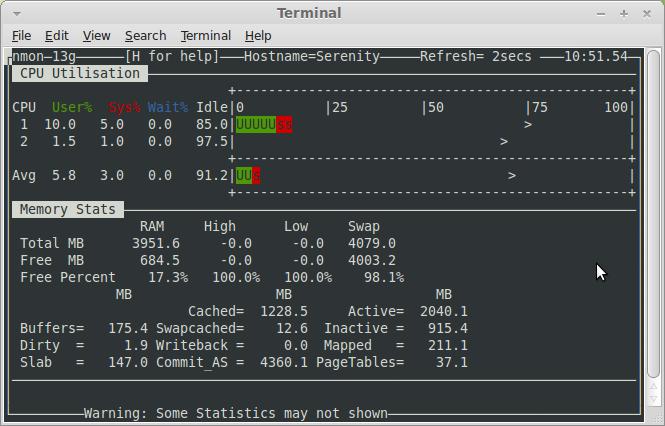 Terminal
File Edit View Search Terminal Help
nmon-13g [H for help] Hostname=Serenity Refresh= 2secs 10:51.54
CPU Utilisation
CPU User% Sys% Wait% Idle|0 |25 |50 |75 100|
1 10.0 5.0 0.0 85.0|UUUUUss > |
2 1.5 1.0 0.0 97.5| > |
Avg 5.8 3.0 0.0 91.2|UUs > |
Memory Stats
RAM High Low Swap
Total MB 3951.6 -0.0 -0.0 4079.0
Free MB 684.5 -0.0 -0.0 4003.2
Free Percent 17.3% 100.0% 100.0% 98.1%
MB MB MB
Cached= 1228.5 Active= 2040.1
Buffers= 175.4 Swapcached= 12.6 Inactive = 915.4
Dirty = 1.9 Writeback = 0.0 Mapped = 211.1
Slab = 147.0 Commit_AS = 4360.1 PageTables= 37.1
Warning: Some Statistics may not shown